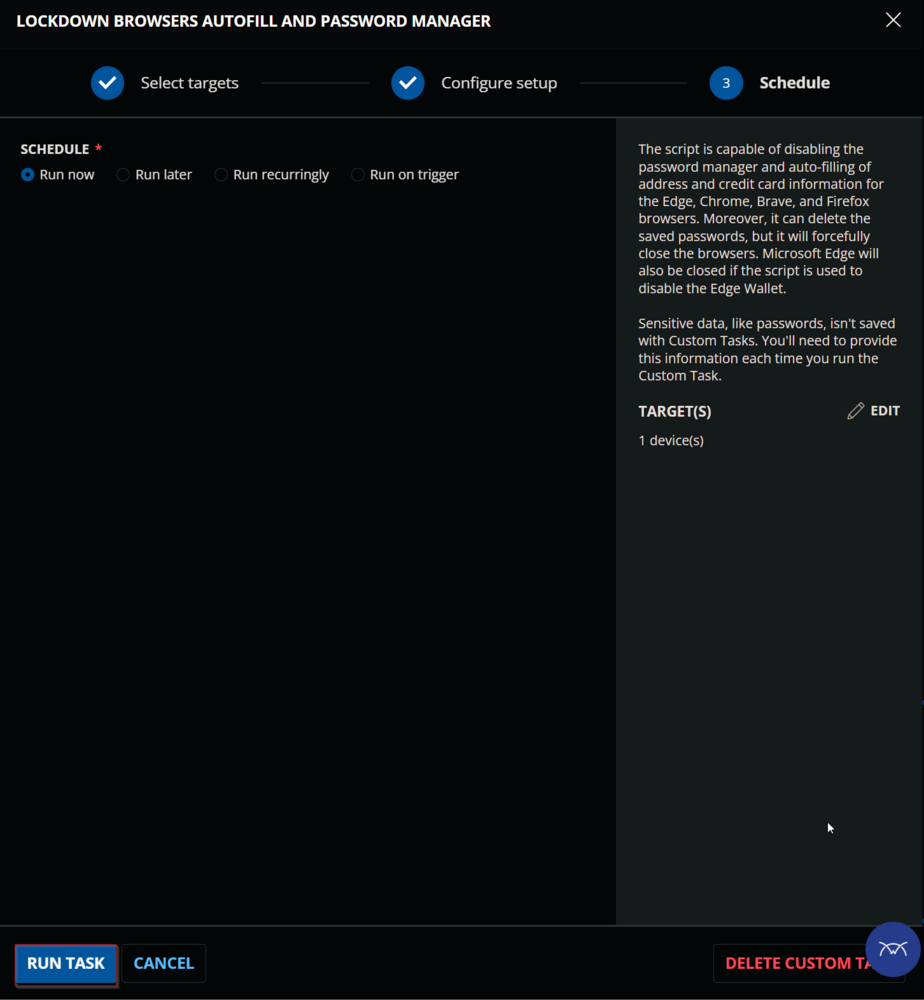 LOCKDOWN BROWSERS AUTOFILL AND PASSWORD MANAGER
Select targets
Configure setup
3 Schedule
SCHEDULE *
Run now Run later Run recurringly Run on trigger
The script is capable of disabling the
password manager and auto-filling of
address and credit card information for
the Edge, Chrome, Brave, and Firefox
browsers. Moreover, it can delete the
saved passwords, but it will forcefully
close the browsers. Microsoft Edge will
also be closed if the script is used to
disable the Edge Wallet.
Sensitive data, like passwords, isn't saved
with Custom Tasks. You'll need to provide
this information each time you run the
Custom Task.
TARGET(S) EDIT
1 device(s)
RUN TASK CANCEL DELETE CUSTOM TA